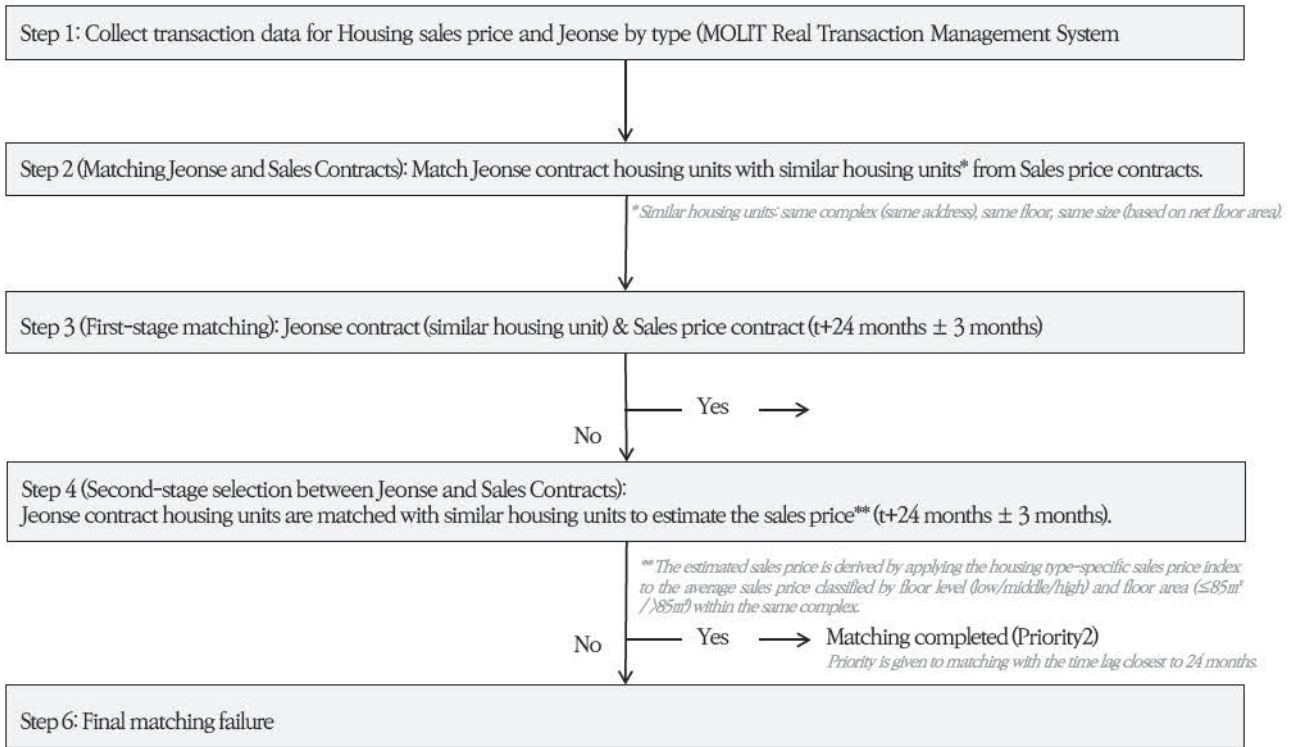 Step 1: Collect transaction data for Housing sales price and Jeonse by type (MOLIT Real Transaction Management System
Step 2 (Matching Jeonse and Sales Contracts): Match Jeonse contract housing units with similar housing units* from Sales price contracts.
* Similar housing units: same complex (same address), same floor, same size (based on net floor area).
Step 3 (First-stage matching): Jeonse contract (similar housing unit) & Sales price contract (t+24 months ± 3 months)
Yes
No
Step 4 (Second-stage selection between Jeonse and Sales Contracts):
Jeonse contract housing units are matched with similar housing units to estimate the sales price** (t+24 months ± 3 months).
** The estimated sales price is derived by applying the housing type-specific sales price index
to the average sales price classified by floor level (low/middle/high) and floor area (≤85㎡
/ >85㎡) within the same complex.
Yes
Matching completed (Priority2)
No
Priority is given to matching with the time lag closest to 24 months.
Step 6: Final matching failure